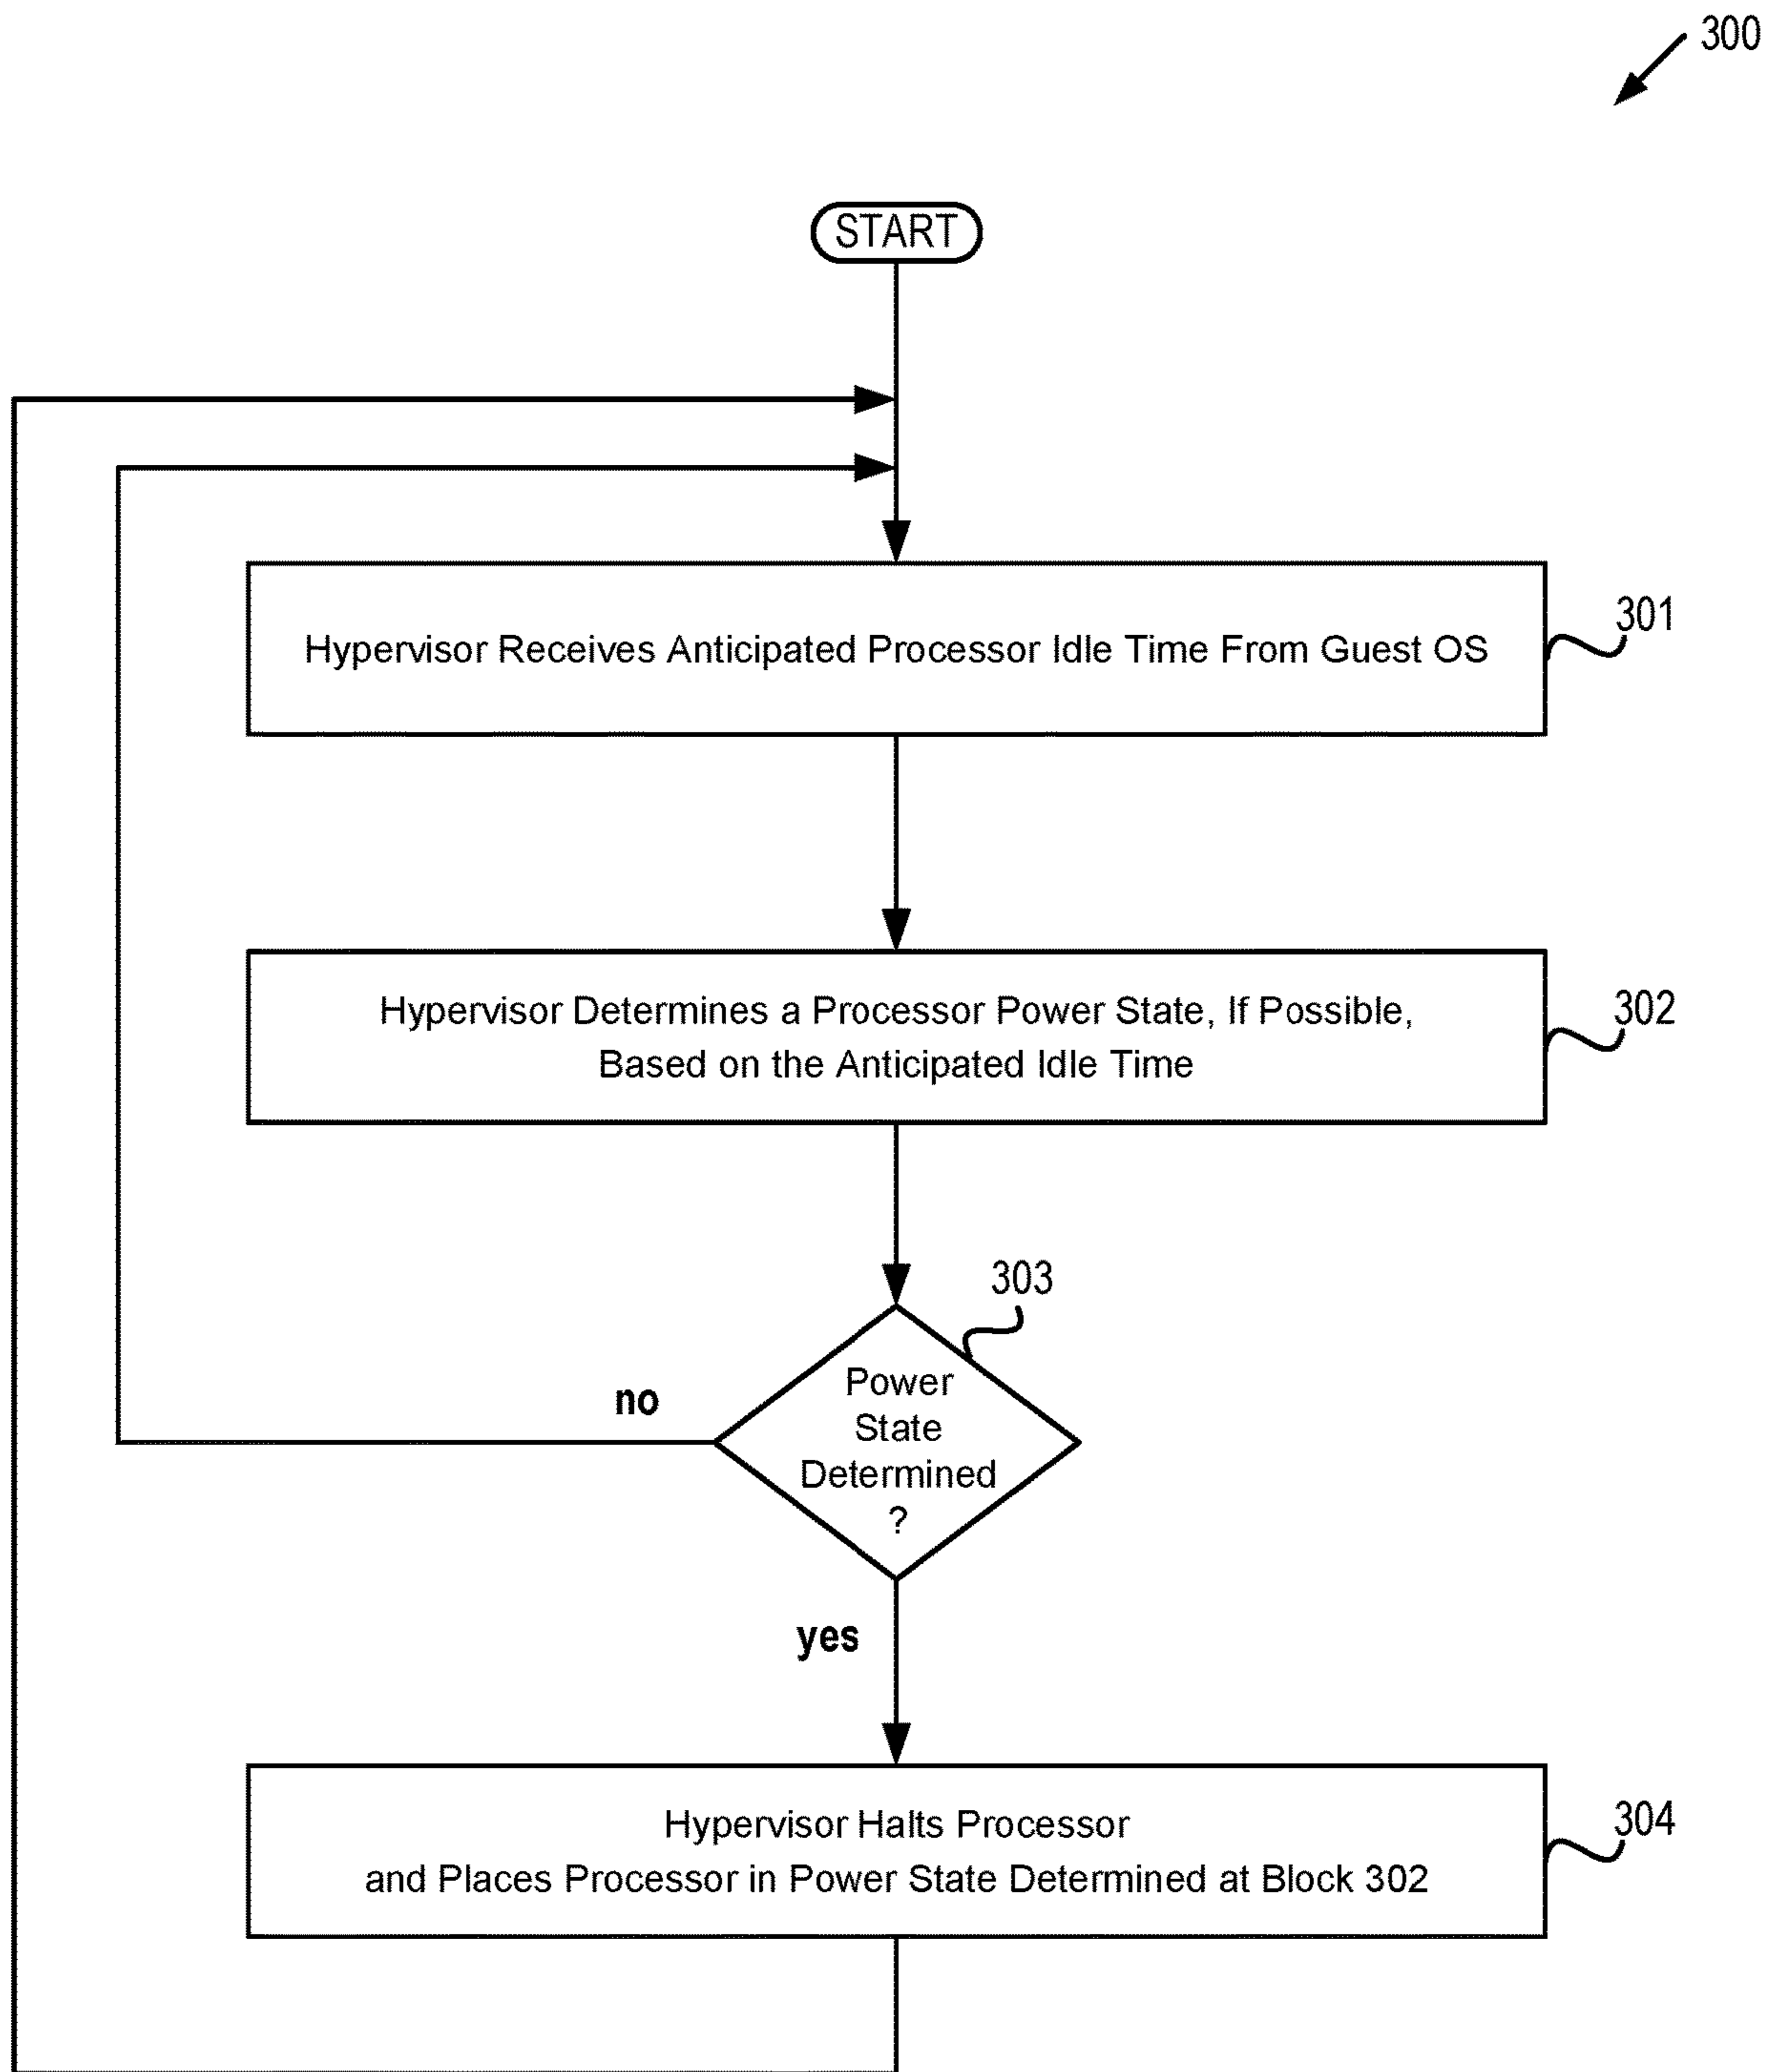 300
START
Hypervisor Receives Anticipated Processor Idle Time From Guest OS
301
Hypervisor Determines a Processor Power State, If Possible,
Based on the Anticipated Idle Time
302
303
Power
State
Determined
?
no
yes
Hypervisor Halts Processor
and Places Processor in Power State Determined at Block 302
304